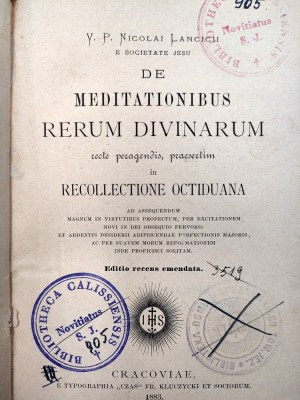 905
BIBLIOTHECA
Novitiatus
S. J.
V. P. NICOLAI LANCICII
E SOCIETATE JESU
DE
MEDITATIONIBUS
RERUM DIVINARUM
recte peragendis, praesertim
in
RECOLLECTIONE OCTIDUANA
AD ASSEQUENDUM
MAGNUM IN VIRTUTIBUS PROFECTUM, PER EXCITATIONEM
NOVI IN DEI OBSEQUIO FERVORIS
ET ARDENTIS DESIDERII ADIPISCENDAE PERFECTIONIS MAJORIS,
AC PER SUAVEM MORUM REFORMATIONEM
INDE PROFICISCI SOLITAM.
Editio recens emendata.
3519
BIBLIOTHECA CALISSIENSIS
Novitiatus
S. J.
905
BIBLIOTHECA
IHS
CRACOVIAE,
E TYPOGRAPHIA „CZAS" FR. KLUCZYCKI ET SOCIORUM.
1883.